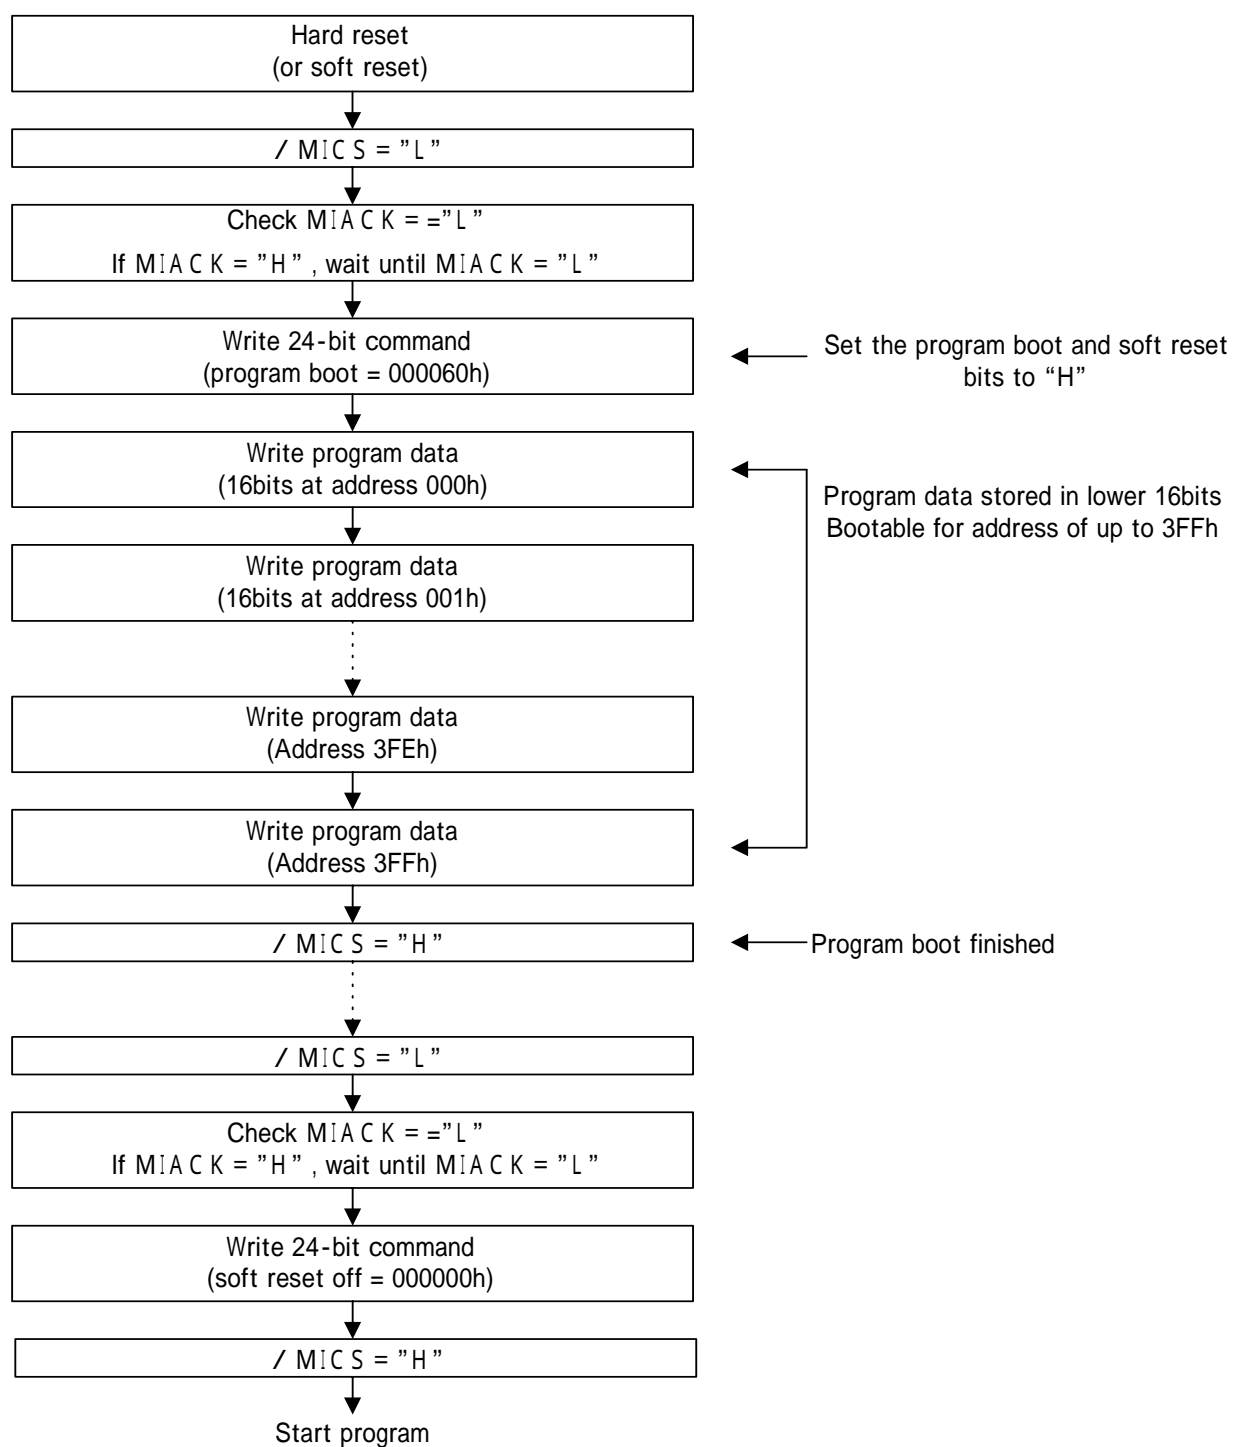 Hard reset
(or soft reset)
/ MICS = ”L”
Check MIACK = =”L”
If MIACK = ”H” , wait until MIACK = ”L”
Write 24-bit command
(program boot = 000060h)
Set the program boot and soft reset
bits to “H”
Write program data
(16bits at address 000h)
Program data stored in lower 16bits
Bootable for address of up to 3FFh
Write program data
(16bits at address 001h)
Write program data
(Address 3FEh)
Write program data
(Address 3FFh)
/ MICS = ”H”
Program boot finished
/ MICS = ”L”
Check MIACK = =”L”
If MIACK = ”H” , wait until MIACK = ”L”
Write 24-bit command
(soft reset off = 000000h)
/ MICS = ”H”
Start program